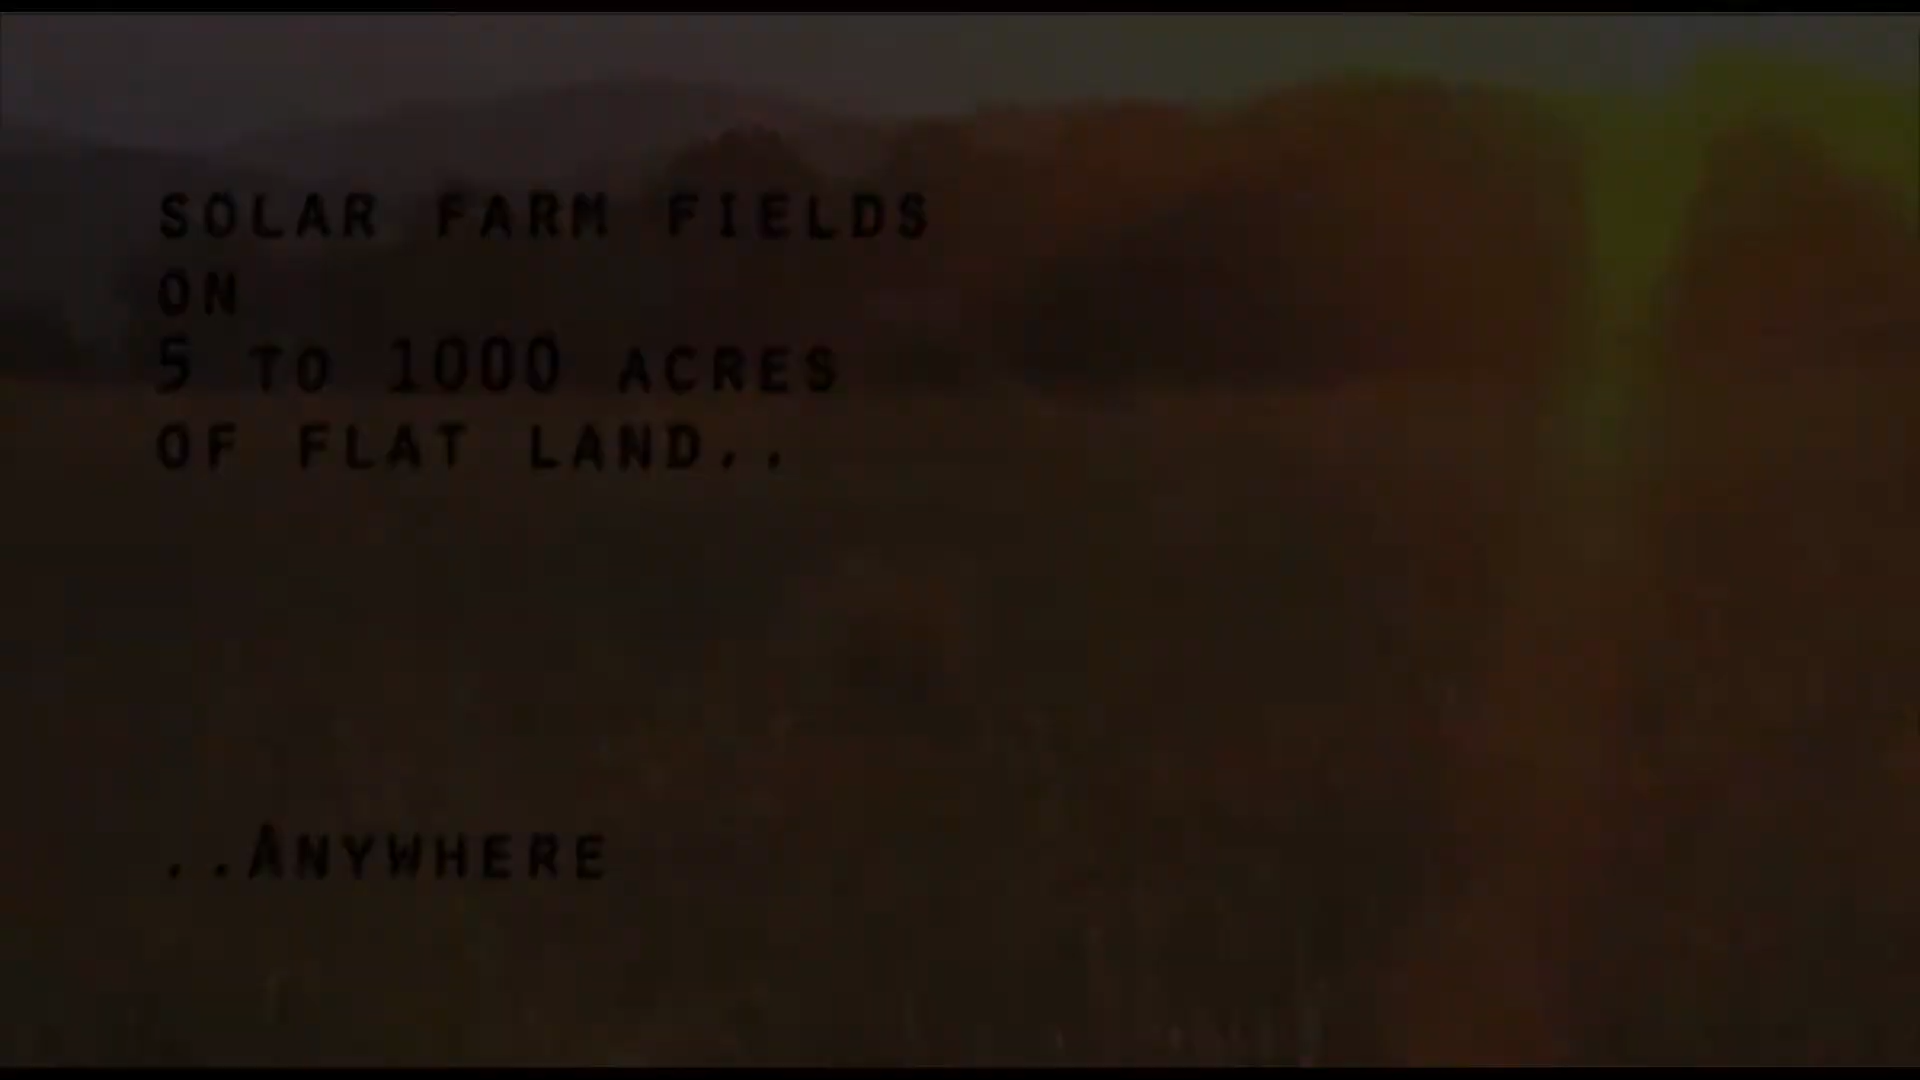 SOLAR FARM FIELDS
ON
5 TO 1000 ACRES
OF FLAT LAND..
..ANYWHERE